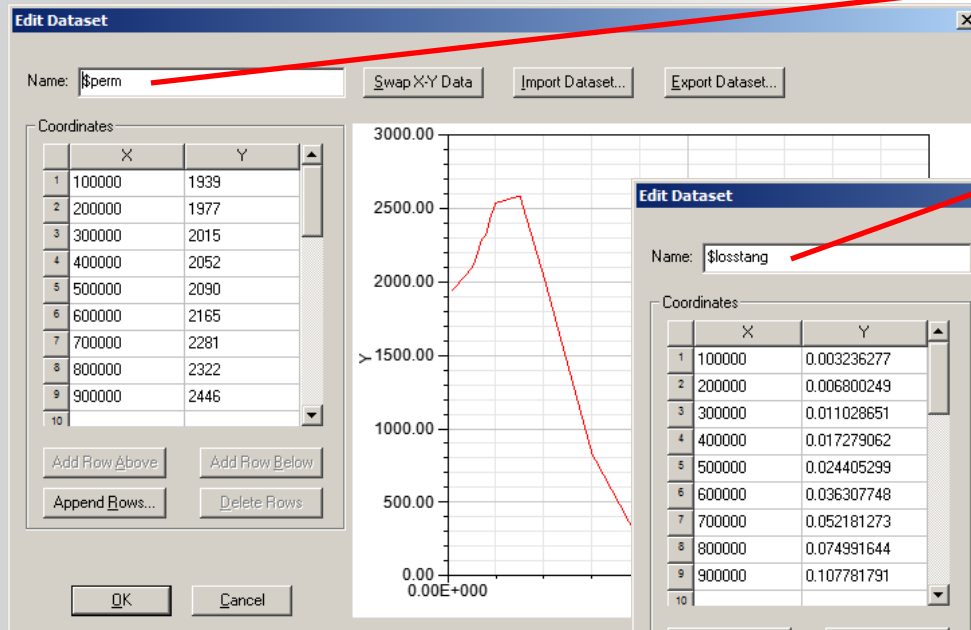 Edit Dataset
Name: $perm Swap X-Y Data Import Dataset... Export Dataset...
Coordinates
X Y
1 100000 1939
2 200000 1977
3 300000 2015
4 400000 2052
5 500000 2090
6 600000 2165
7 700000 2281
8 800000 2322
9 900000 2446
10
Add Row Above Add Row Below
Append Rows... Delete Rows
OK Cancel
3000.00
2500.00
2000.00
Y 1500.00
1000.00
500.00
0.00
0.00E+000
Edit Dataset
Name: $losstang
Coordinates
X Y
1 100000 0.003236277
2 200000 0.006800249
3 300000 0.011028651
4 400000 0.017279062
5 500000 0.024405299
6 600000 0.036307748
7 700000 0.052181273
8 800000 0.074991644
9 900000 0.107781791
10